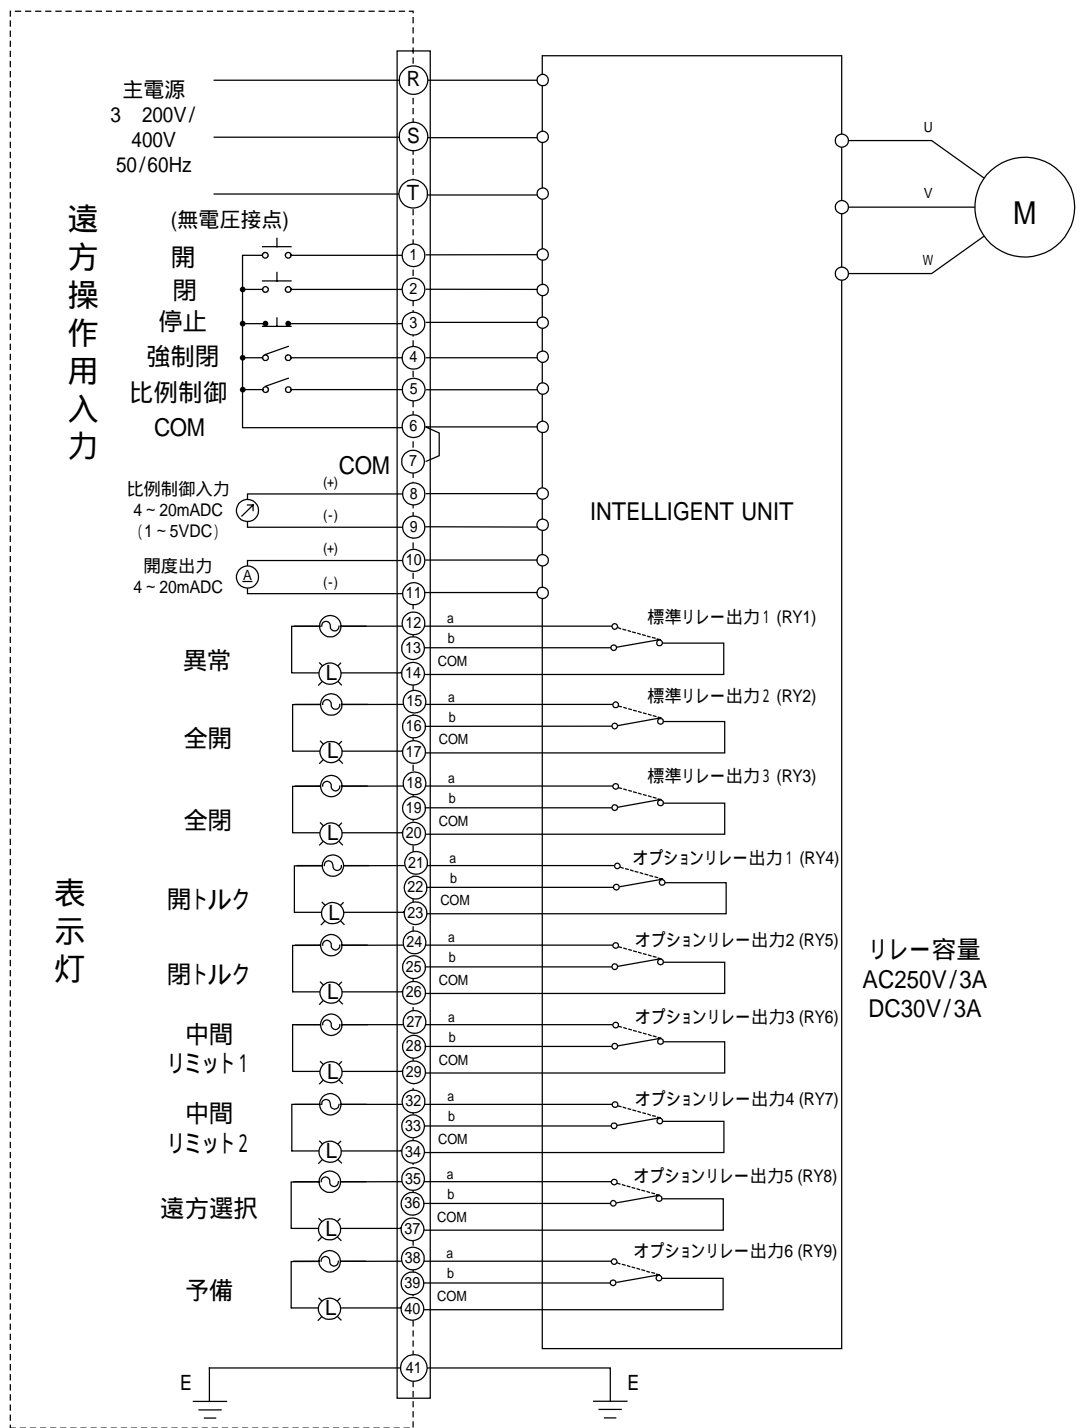 主電源
3 200V/
400V
50/60Hz
R
S
T
U
V
W
M
遠方操作用入力
(無電圧接点)
開
1
閉
2
停止
3
強制閉
4
比例制御
5
COM
6
COM
7
比例制御入力
4~20mADC
(1~5VDC)
(+)
8
(-)
9
INTELLIGENT UNIT
開度出力
4~20mADC
A
(+)
10
(-)
11
異常
L
12 a
13 b
14 COM
標準リレー出力1 (RY1)
全開
L
15 a
16 b
17 COM
標準リレー出力2 (RY2)
全閉
L
18 a
19 b
20 COM
標準リレー出力3 (RY3)
表示灯
開トルク
L
21 a
22 b
23 COM
オプションリレー出力1 (RY4)
閉トルク
L
24 a
25 b
26 COM
オプションリレー出力2 (RY5)
リレー容量
AC250V/3A
DC30V/3A
中間
リミット1
L
27 a
28 b
29 COM
オプションリレー出力3 (RY6)
中間
リミット2
L
32 a
33 b
34 COM
オプションリレー出力4 (RY7)
遠方選択
L
35 a
36 b
37 COM
オプションリレー出力5 (RY8)
予備
L
38 a
39 b
40 COM
オプションリレー出力6 (RY9)
E
41
E